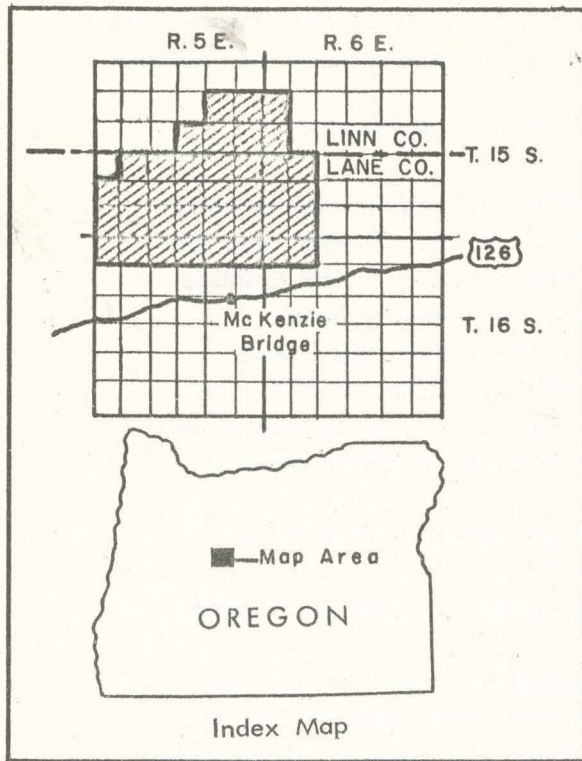 R. 5 E. R. 6 E.
LINN CO.
T. 15 S.
LANE CO.
126
Mc Kenzie
Bridge
T. 16 S.
Map Area
OREGON
Index Map